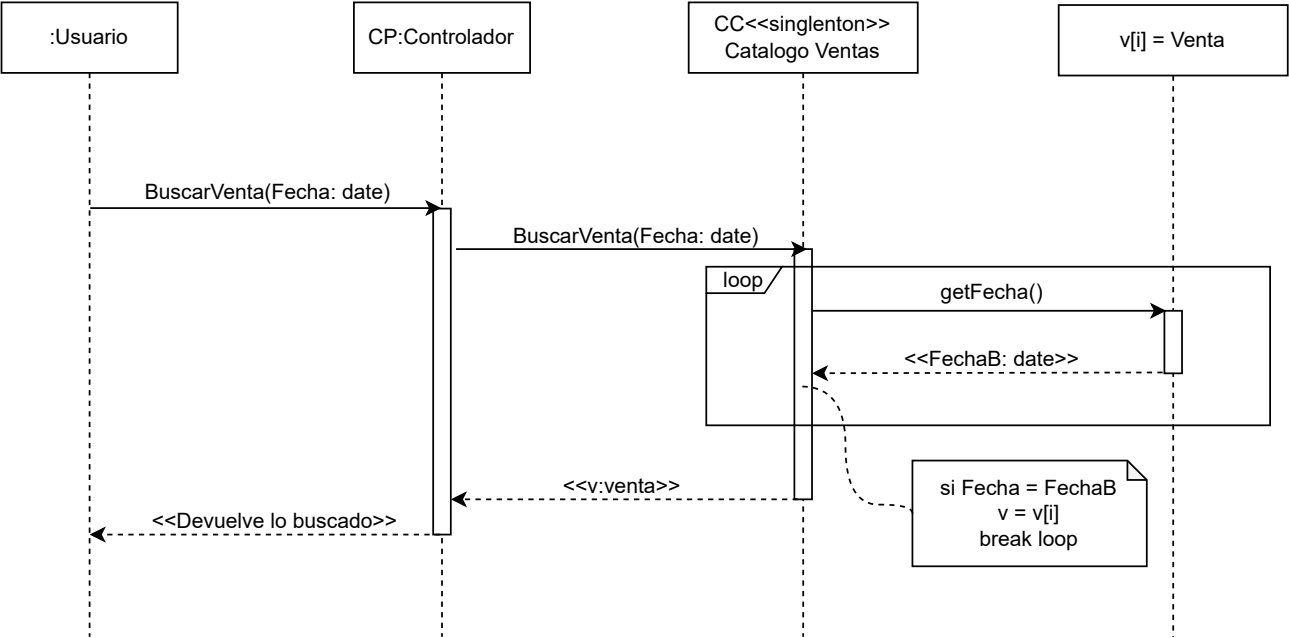 :Usuario
CP:Controlador
CC<<singlenton>>
Catalogo Ventas
v[i] = Venta
BuscarVenta(Fecha: date)
BuscarVenta(Fecha: date)
loop
getFecha()
<<FechaB: date>>
si Fecha = FechaB
v = v[i]
break loop
<<v:venta>>
<<Devuelve lo buscado>>